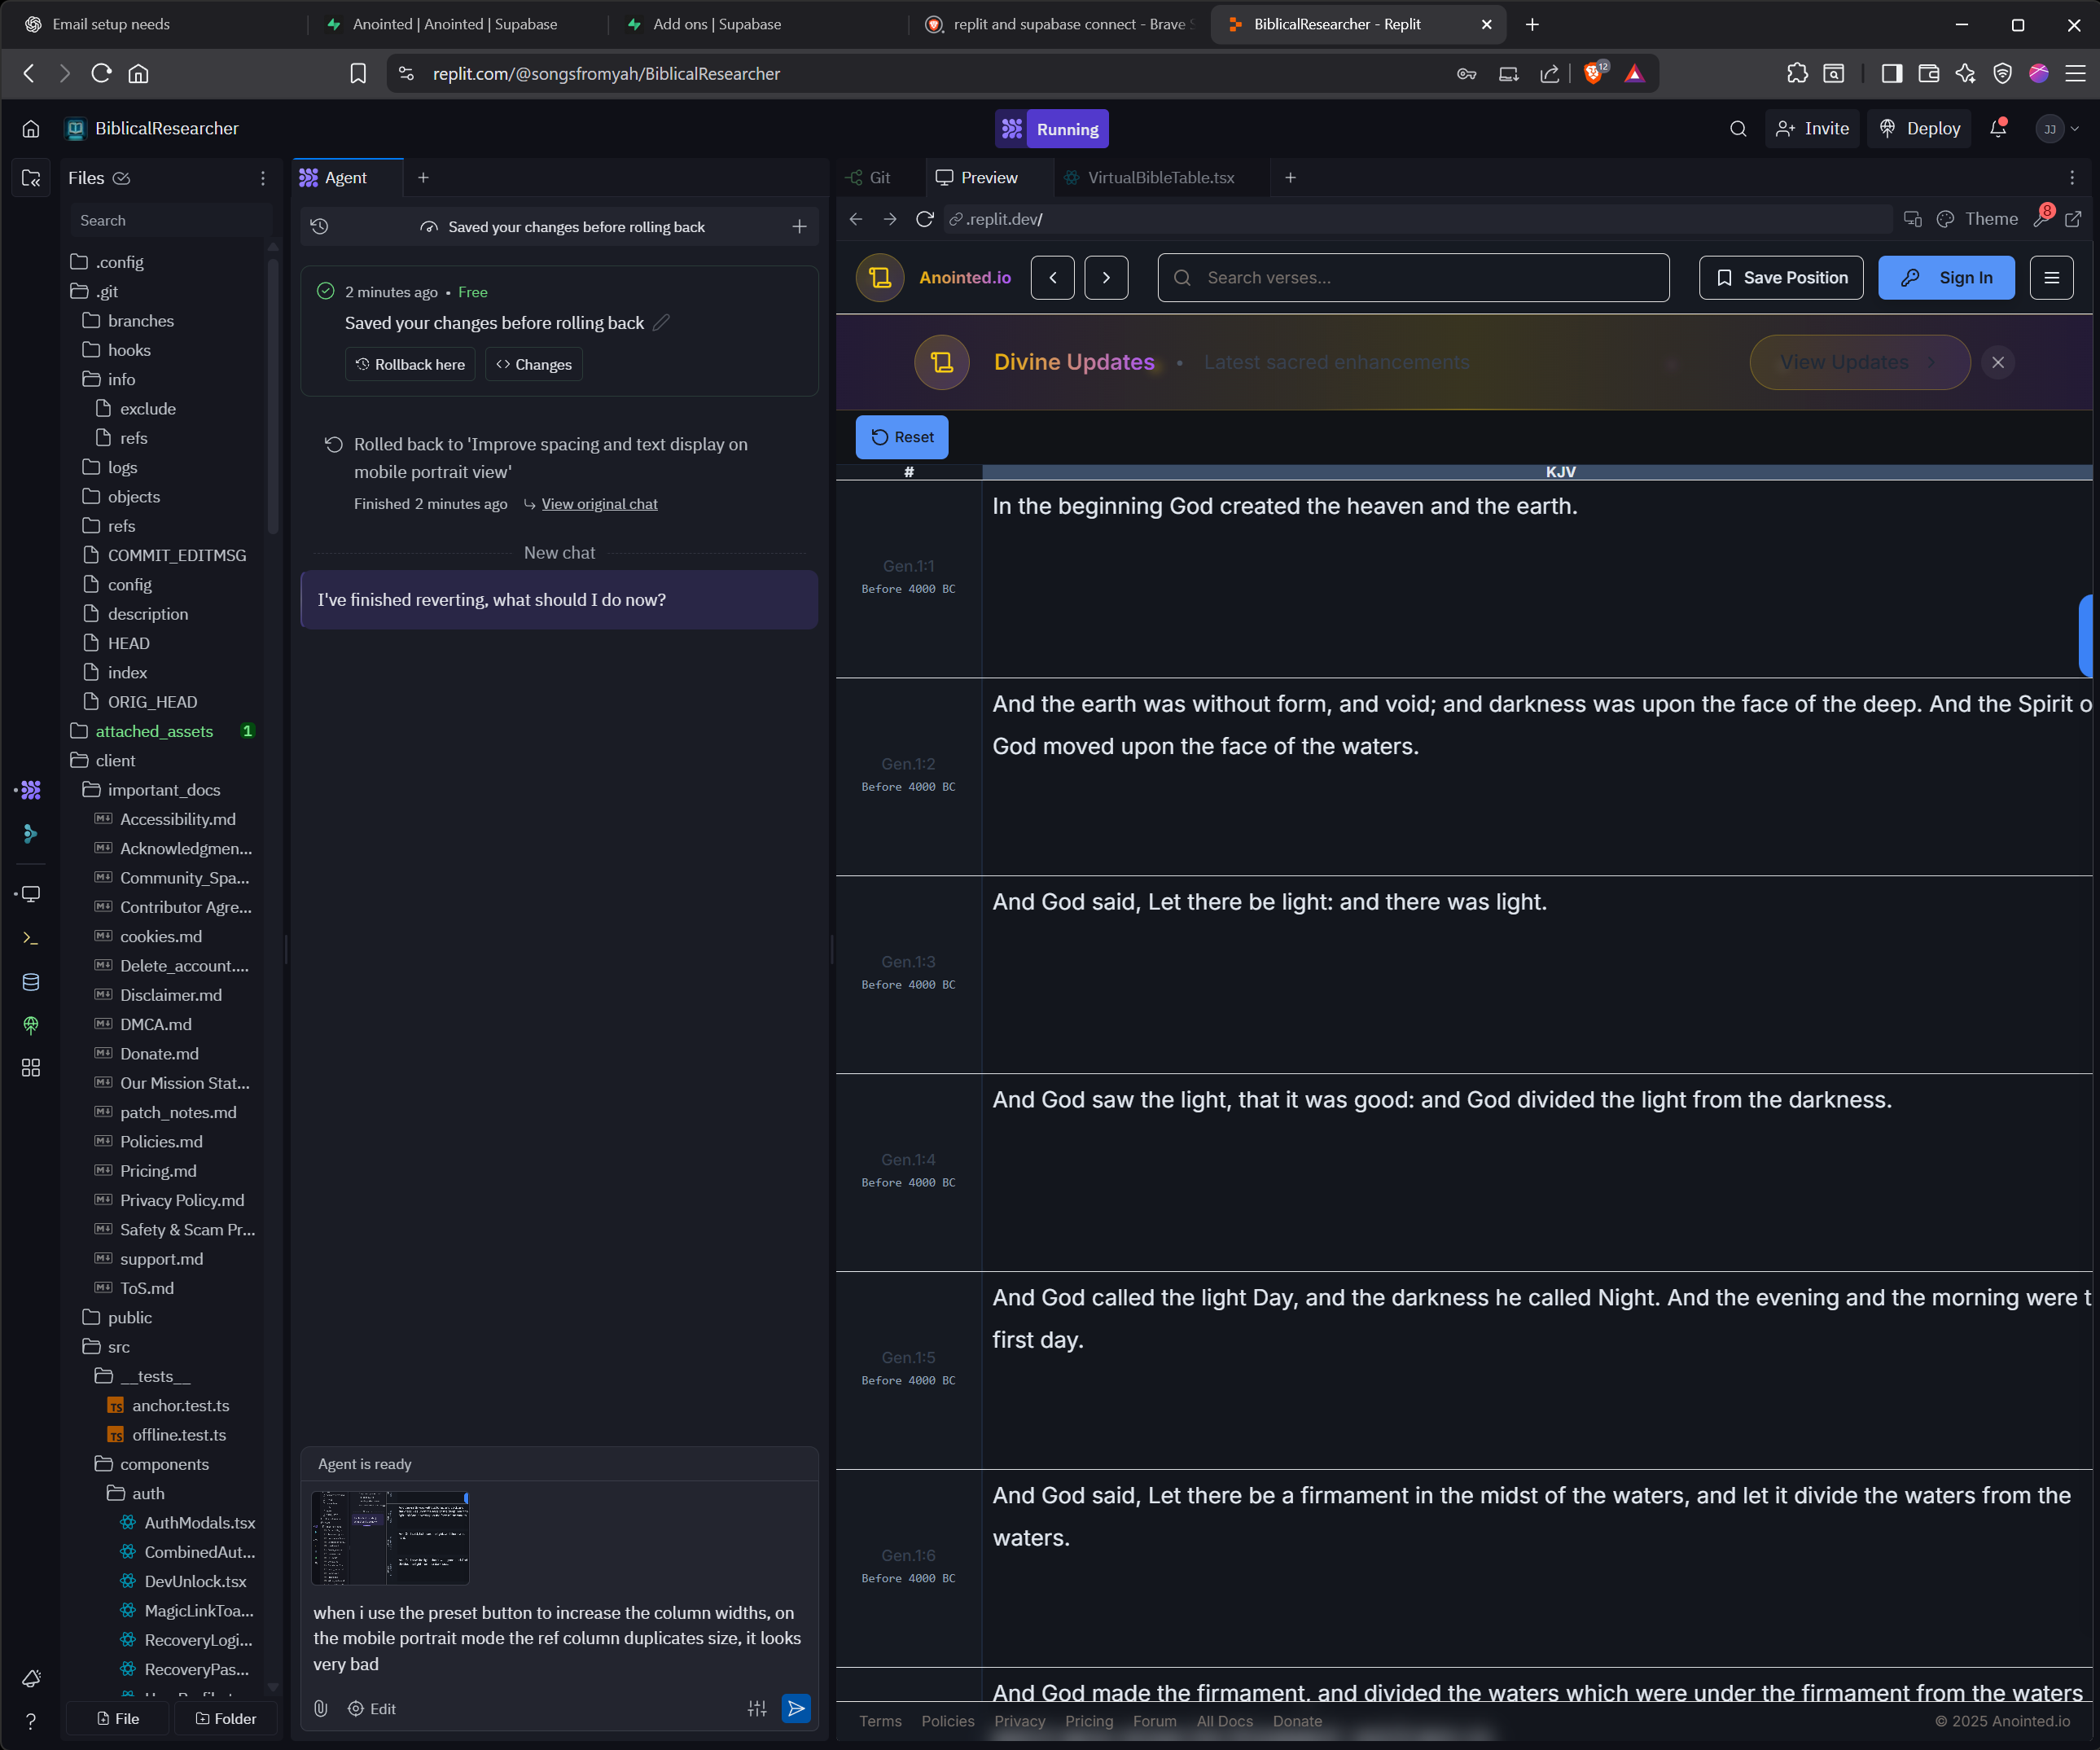 Email setup needs
Anointed | Anointed | Supabase
Add ons | Supabase
replit and supabase connect - Brave S
BiblicalResearcher - Replit
replit.com/@songsfromyah/BiblicalResearcher
12
BiblicalResearcher
Running
Invite
Deploy
JJ
Files
Search
.config
.git
branches
hooks
info
exclude
refs
logs
objects
refs
COMMIT_EDITMSG
config
description
HEAD
index
ORIG_HEAD
attached_assets 1
client
important_docs
Accessibility.md
Acknowledgmen...
Community_Spa...
Contributor Agre...
cookies.md
Delete_account....
Disclaimer.md
DMCA.md
Donate.md
Our Mission Stat...
patch_notes.md
Policies.md
Pricing.md
Privacy Policy.md
Safety & Scam Pr...
support.md
ToS.md
public
src
__tests__
TS anchor.test.ts
TS offline.test.ts
components
auth
AuthModals.tsx
CombinedAut...
DevUnlock.tsx
MagicLinkToa...
RecoveryLogi...
RecoveryPas...
File
Folder
Agent
Saved your changes before rolling back
2 minutes ago • Free
Saved your changes before rolling back
Rollback here
Changes
Rolled back to 'Improve spacing and text display on
mobile portrait view'
Finished 2 minutes ago
View original chat
New chat
I've finished reverting, what should I do now?
Agent is ready
when i use the preset button to increase the column widths, on
the mobile portrait mode the ref column duplicates size, it looks
very bad
Edit
Git
Preview
VirtualBibleTable.tsx
.replit.dev/
Theme
8
Anointed.io
Search verses...
Save Position
Sign In
Divine Updates • Latest sacred enhancements
View Updates
Reset
# KJV
In the beginning God created the heaven and the earth.
Gen.1:1
Before 4000 BC
And the earth was without form, and void; and darkness was upon the face of the deep. And the Spirit o
God moved upon the face of the waters.
Gen.1:2
Before 4000 BC
And God said, Let there be light: and there was light.
Gen.1:3
Before 4000 BC
And God saw the light, that it was good: and God divided the light from the darkness.
Gen.1:4
Before 4000 BC
And God called the light Day, and the darkness he called Night. And the evening and the morning were t
first day.
Gen.1:5
Before 4000 BC
And God said, Let there be a firmament in the midst of the waters, and let it divide the waters from the
waters.
Gen.1:6
Before 4000 BC
And God made the firmament, and divided the waters which were under the firmament from the waters
Terms
Policies
Privacy
Pricing
Forum
All Docs
Donate
© 2025 Anointed.io